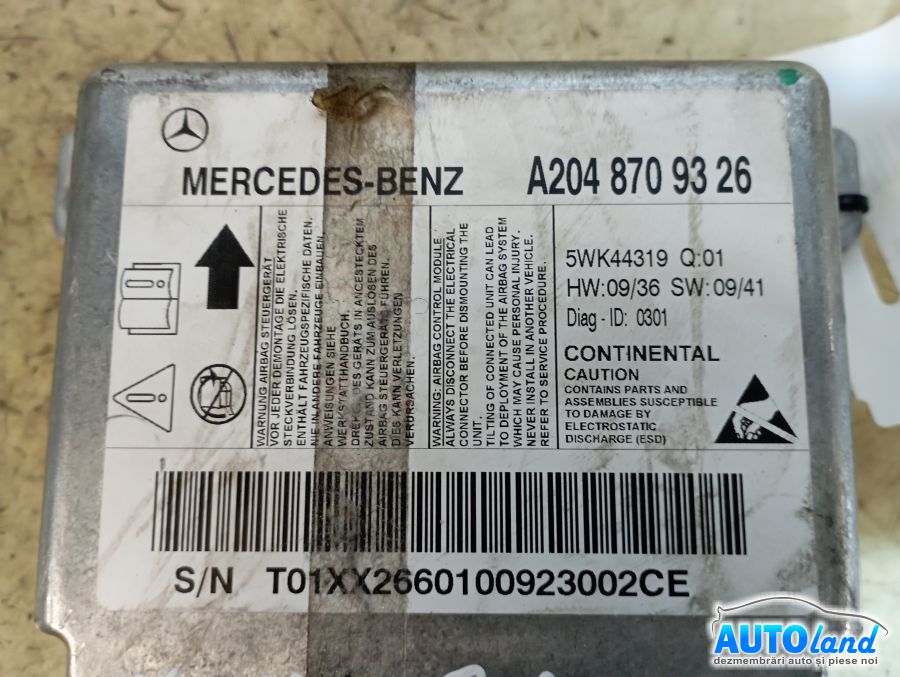 MERCEDES-BENZ A204 870 93 26
WARNUNG AIRBAG STEUERGERÄT
VOR JEDER DEMONTAGE DIE ELEKTRISCHE
STECKVERBINDUNG LÖSEN.
ENTHÄLT FAHRZEUGSPEZIFISCHE DATEN.
NIE IN ANDERE FAHRZEUGE EINBAUEN.
ANWEISUNGEN SIEHE
WERKSTATTHANDBUCH.
DREHEN DES GERÄTS IN ANGESTECKTEM
ZUSTAND KANN ZUM AUSLÖSEN DES
AIRBAG STEUERGERÄTS FÜHREN.
DIES KANN VERLETZUNGEN
VERURSACHEN.
WARNING: AIRBAG CONTROL MODULE
ALWAYS DISCONNECT THE ELECTRICAL
CONNECTOR BEFORE DISMOUNTING THE
UNIT.
TILTING OF CONNECTED UNIT CAN LEAD
TO DEPLOYMENT OF THE AIRBAG SYSTEM
WHICH MAY CAUSE PERSONAL INJURY.
NEVER INSTALL IN ANOTHER VEHICLE.
REFER TO SERVICE PROCEDURE.
5WK44319 Q:01
HW:09/36 SW:09/41
Diag - ID: 0301
CONTINENTAL
CAUTION
CONTAINS PARTS AND
ASSEMBLIES SUSCEPTIBLE
TO DAMAGE BY
ELECTROSTATIC
DISCHARGE (ESD)
S/N T01XX2660100923002CE
AUTOland
dezmembrări auto și piese noi